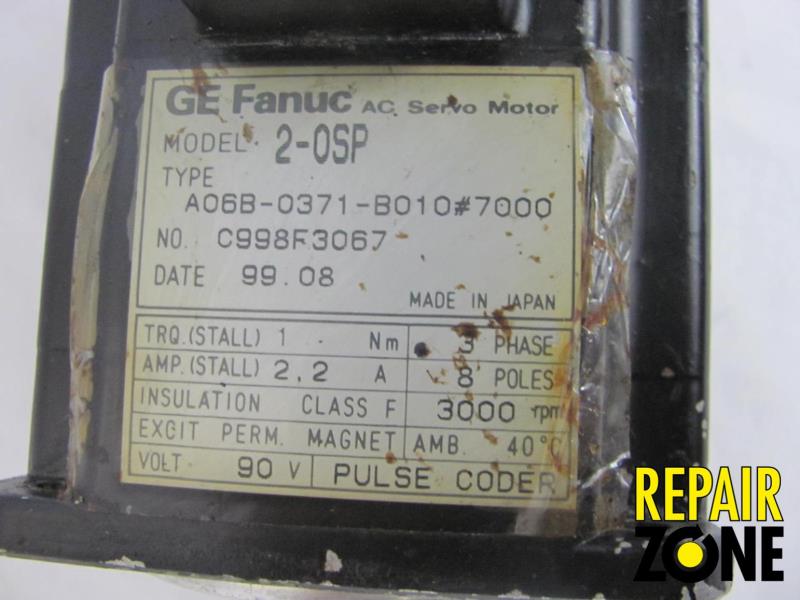 GE Fanuc AC Servo Motor
MODEL 2-0SP
TYPE
A06B-0371-B010#7000
NO. C998F3067
DATE 99.08
MADE IN JAPAN
TRQ.(STALL) 1 Nm 3 PHASE
AMP.(STALL) 2.2 A 8 POLES
INSULATION CLASS F 3000 rpm
EXCIT PERM. MAGNET AMB. 40°C
VOLT 90 V PULSE CODER
REPAIR
ZONE